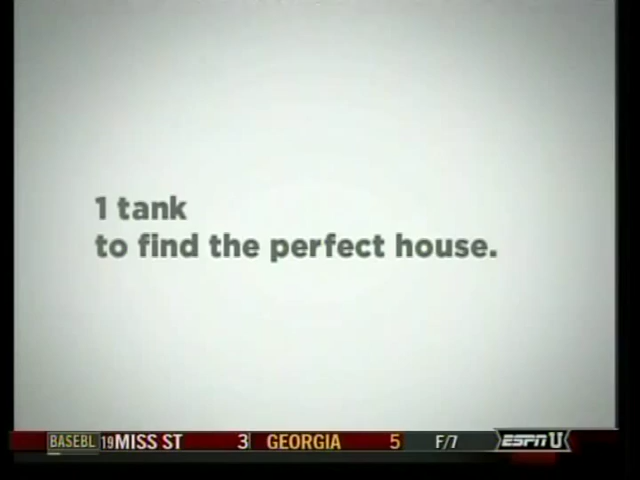 1 tank
to find the perfect house.
BASEBL 19 MISS ST 3 GEORGIA 5 F/7 ESPN U